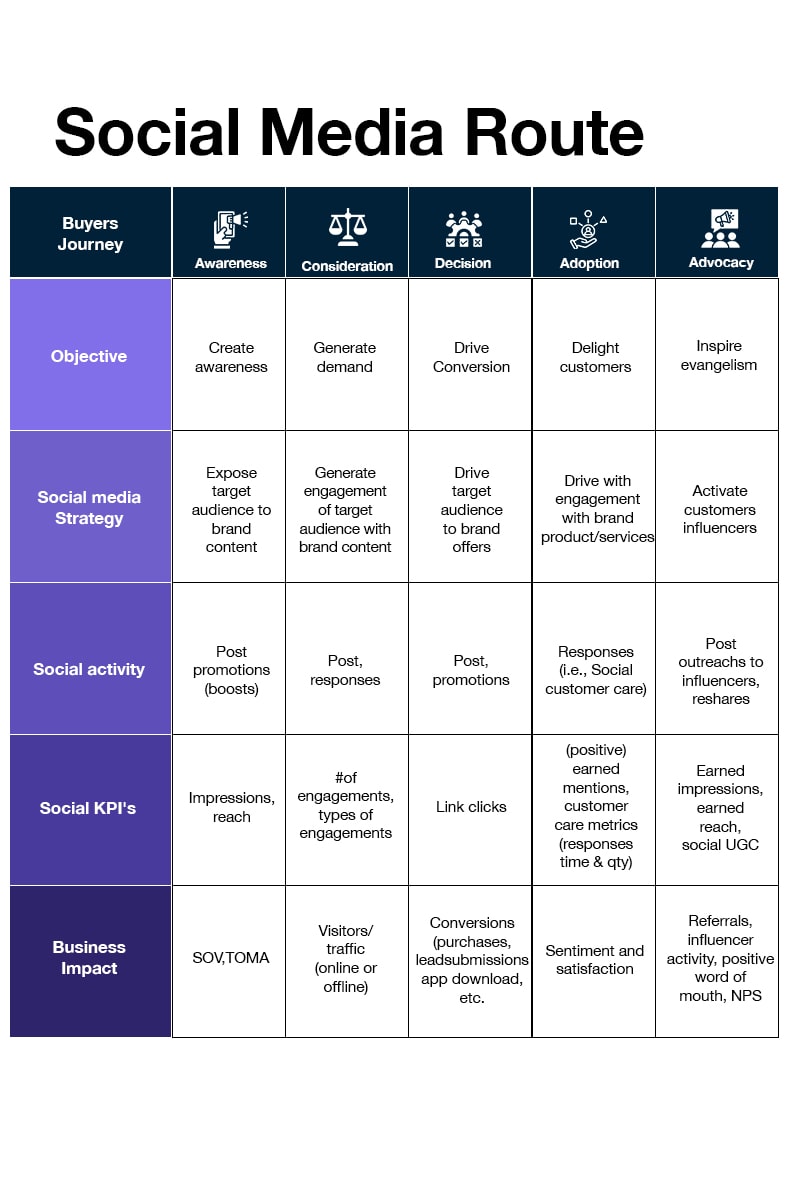 Social Media Route
Buyers
Journey
Awareness
Consideration
Decision
Adoption
Advocacy
Objective
Create
awareness
Generate
demand
Drive
Conversion
Delight
customers
Inspire
evangelism
Social media
Strategy
Expose
target
audience to
brand
content
Generate
engagement
of target
audience with
brand content
Drive
target
audience
to brand
offers
Drive with
engagement
with brand
product/services
Activate
customers
influencers
Social activity
Post
promotions
(boosts)
Post,
responses
Post,
promotions
Responses
(i.e., Social
customer care)
Post
outreachs to
influencers,
reshares
Social KPI's
Impressions,
reach
#of
engagements,
types of
engagements
Link clicks
(positive)
earned
mentions,
customer
care metrics
(responses
time & qty)
Earned
impressions,
earned
reach,
social UGC
Business
Impact
SOV,TOMA
Visitors/
traffic
(online or
offline)
Conversions
(purchases,
leadsubmissions
app download,
etc.
Sentiment and
satisfaction
Referrals,
influencer
activity, positive
word of
mouth, NPS